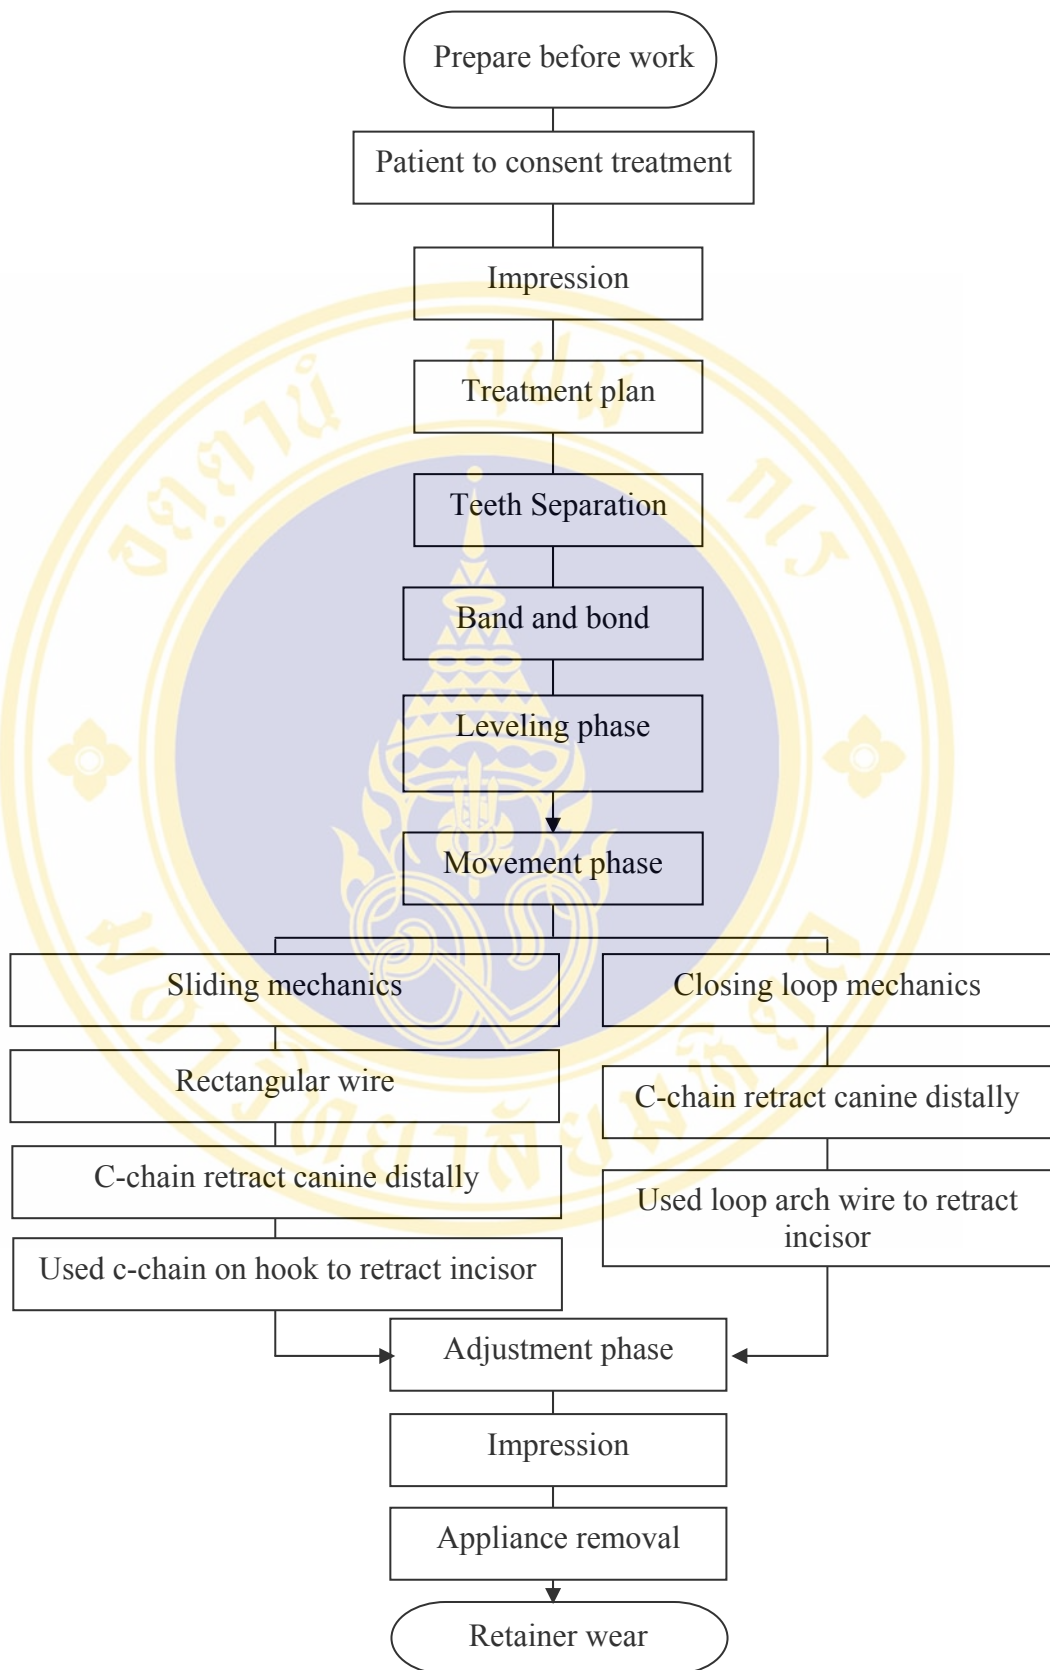 Prepare before work
Patient to consent treatment
Impression
Treatment plan
Teeth Separation
Band and bond
Leveling phase
Movement phase
Sliding mechanics
Rectangular wire
C-chain retract canine distally
Used c-chain on hook to retract incisor
Closing loop mechanics
C-chain retract canine distally
Used loop arch wire to retract
incisor
Adjustment phase
Impression
Appliance removal
Retainer wear